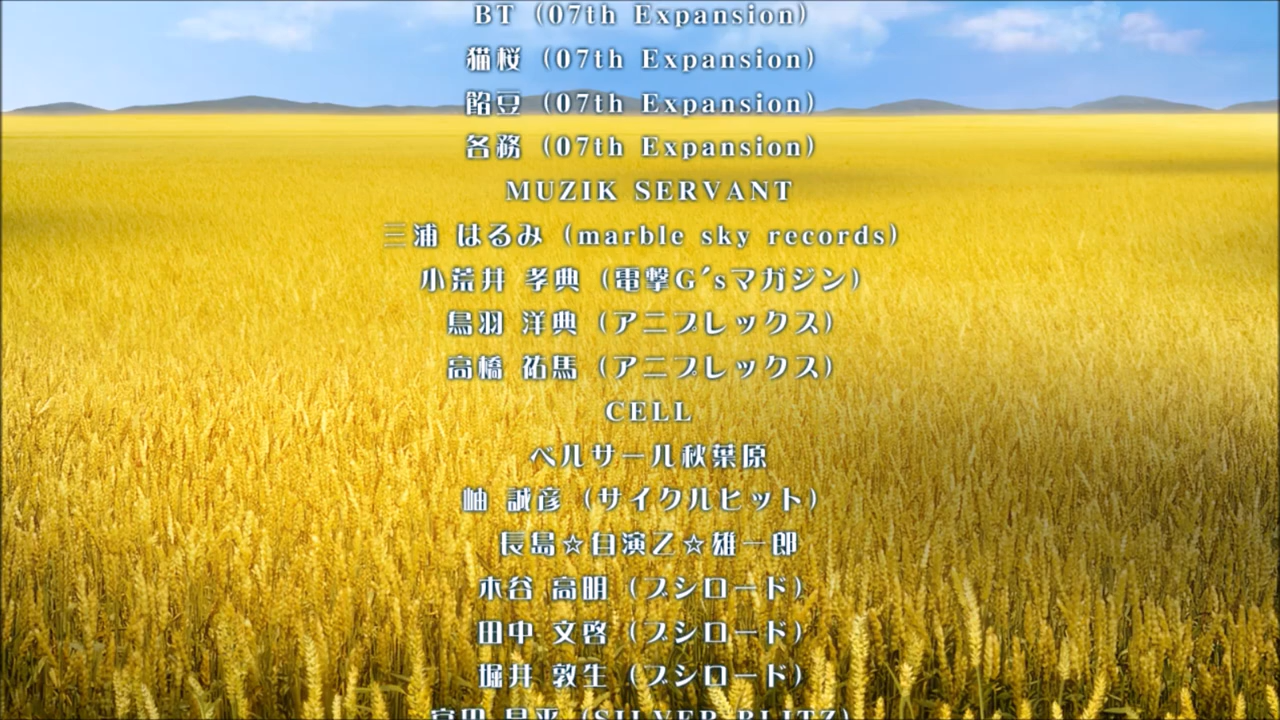 BT（07th Expansion）
猫桜（07th Expansion）
餡豆（07th Expansion）
各務（07th Expansion）
MUZIK SERVANT
三浦 はるみ（marble sky records）
小荒井 孝典（電撃G'sマガジン）
鳥羽 洋典（アニプレックス）
高橋 祐馬（アニプレックス）
CELL
ベルサール秋葉原
岫 誠彦（サイクルヒット）
長島☆自演乙☆雄一郎
木谷 高明（ブシロード）
田中 文啓（ブシロード）
堀井 敦生（ブシロード）
（SILVER BLITZ）